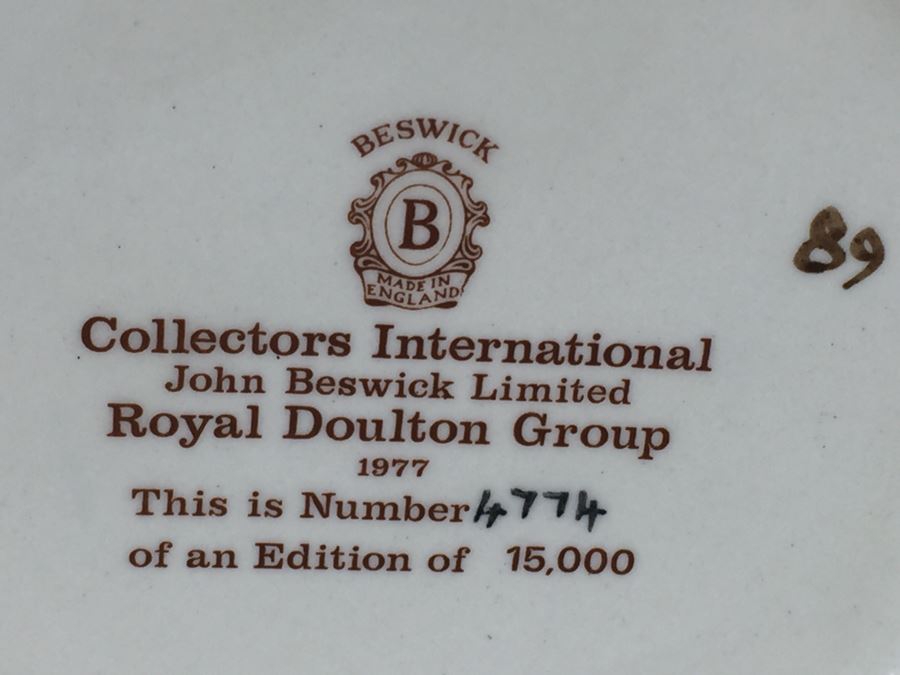 BESWICK
B
MADE IN
ENGLAND
89
Collectors International
John Beswick Limited
Royal Doulton Group
1977
This is Number 4774
of an Edition of 15,000